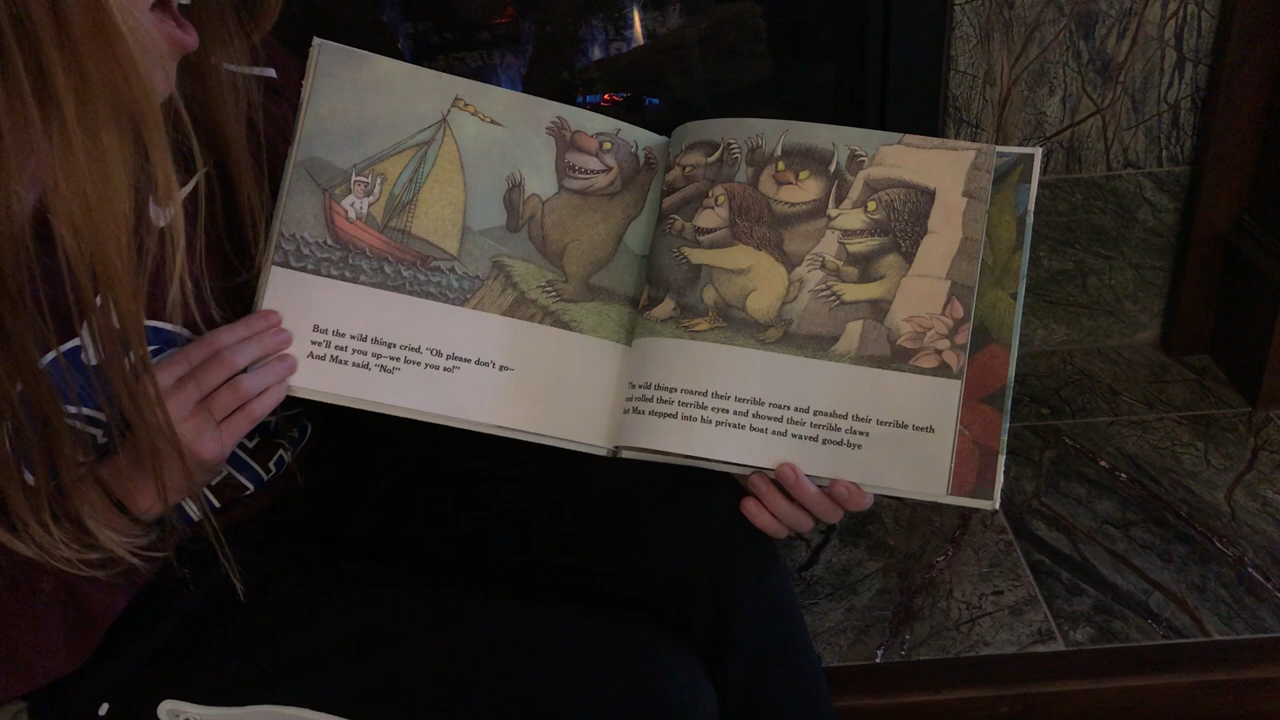 But the wild things cried, “Oh please don't go—
we'll eat you up—we love you so!”
And Max said, “No!”
The wild things roared their terrible roars and gnashed their terrible teeth
and rolled their terrible eyes and showed their terrible claws
but Max stepped into his private boat and waved good-bye